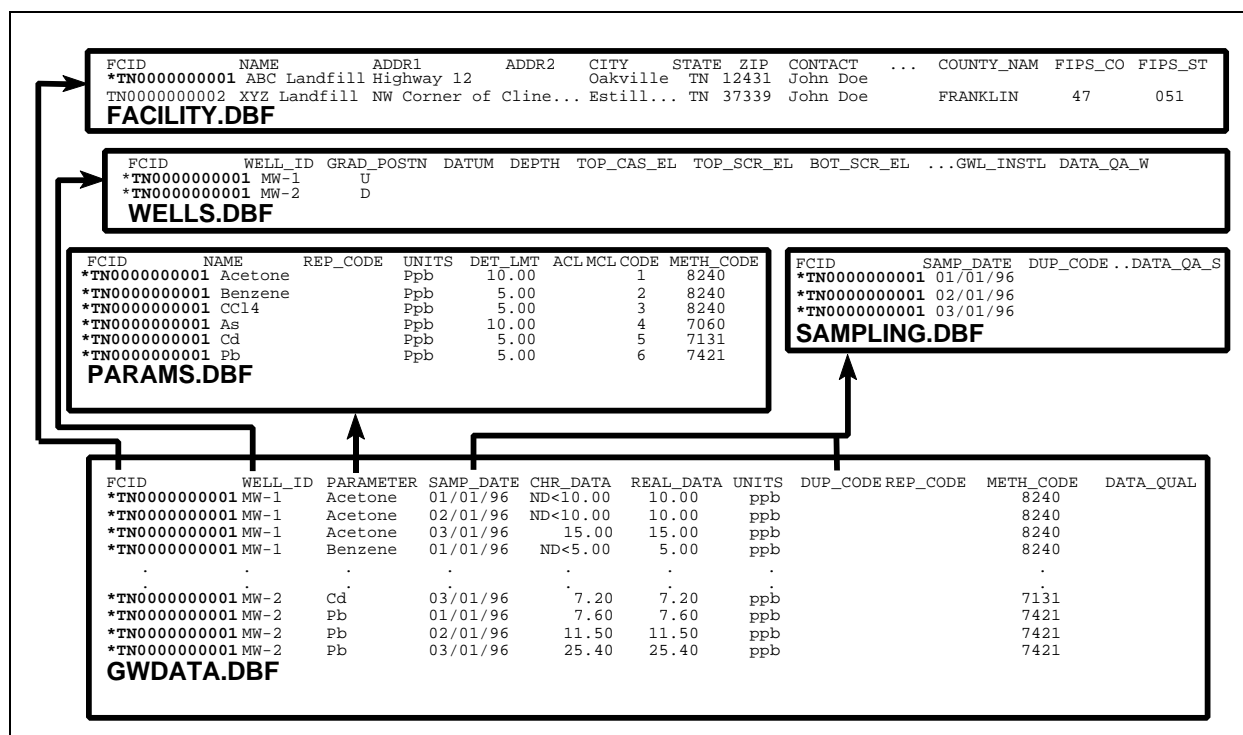 FCID NAME ADDR1 ADDR2 CITY STATE ZIP CONTACT ... COUNTY_NAM FIPS_CO FIPS_ST
*TN0000000001 ABC Landfill Highway 12 Oakville TN 12431 John Doe
TN0000000002 XYZ Landfill NW Corner of Cline... Estill... TN 37339 John Doe FRANKLIN 47 051
FACILITY.DBF
FCID WELL_ID GRAD_POSTN DATUM DEPTH TOP_CAS_EL TOP_SCR_EL BOT_SCR_EL ...GWL_INSTL DATA_QA_W
*TN0000000001 MW-1 U
*TN0000000001 MW-2 D
WELLS.DBF
FCID NAME REP_CODE UNITS DET_LMT ACL MCL CODE METH_CODE
*TN0000000001 Acetone Ppb 10.00 1 8240
*TN0000000001 Benzene Ppb 5.00 2 8240
*TN0000000001 CCl4 Ppb 5.00 3 8240
*TN0000000001 As Ppb 10.00 4 7060
*TN0000000001 Cd Ppb 5.00 5 7131
*TN0000000001 Pb Ppb 5.00 6 7421
PARAMS.DBF
FCID SAMP_DATE DUP_CODE..DATA_QA_S
*TN0000000001 01/01/96
*TN0000000001 02/01/96
*TN0000000001 03/01/96
SAMPLING.DBF
FCID WELL_ID PARAMETER SAMP_DATE CHR_DATA REAL_DATA UNITS DUP_CODE REP_CODE METH_CODE DATA_QUAL
*TN0000000001 MW-1 Acetone 01/01/96 ND<10.00 10.00 ppb 8240
*TN0000000001 MW-1 Acetone 02/01/96 ND<10.00 10.00 ppb 8240
*TN0000000001 MW-1 Acetone 03/01/96 15.00 15.00 ppb 8240
*TN0000000001 MW-1 Benzene 01/01/96 ND<5.00 5.00 ppb 8240
. . . . . . . .
. . . . . . . .
*TN0000000001 MW-2 Cd 03/01/96 7.20 7.20 ppb 7131
*TN0000000001 MW-2 Pb 01/01/96 7.60 7.60 ppb 7421
*TN0000000001 MW-2 Pb 02/01/96 11.50 11.50 ppb 7421
*TN0000000001 MW-2 Pb 03/01/96 25.40 25.40 ppb 7421
GWDATA.DBF